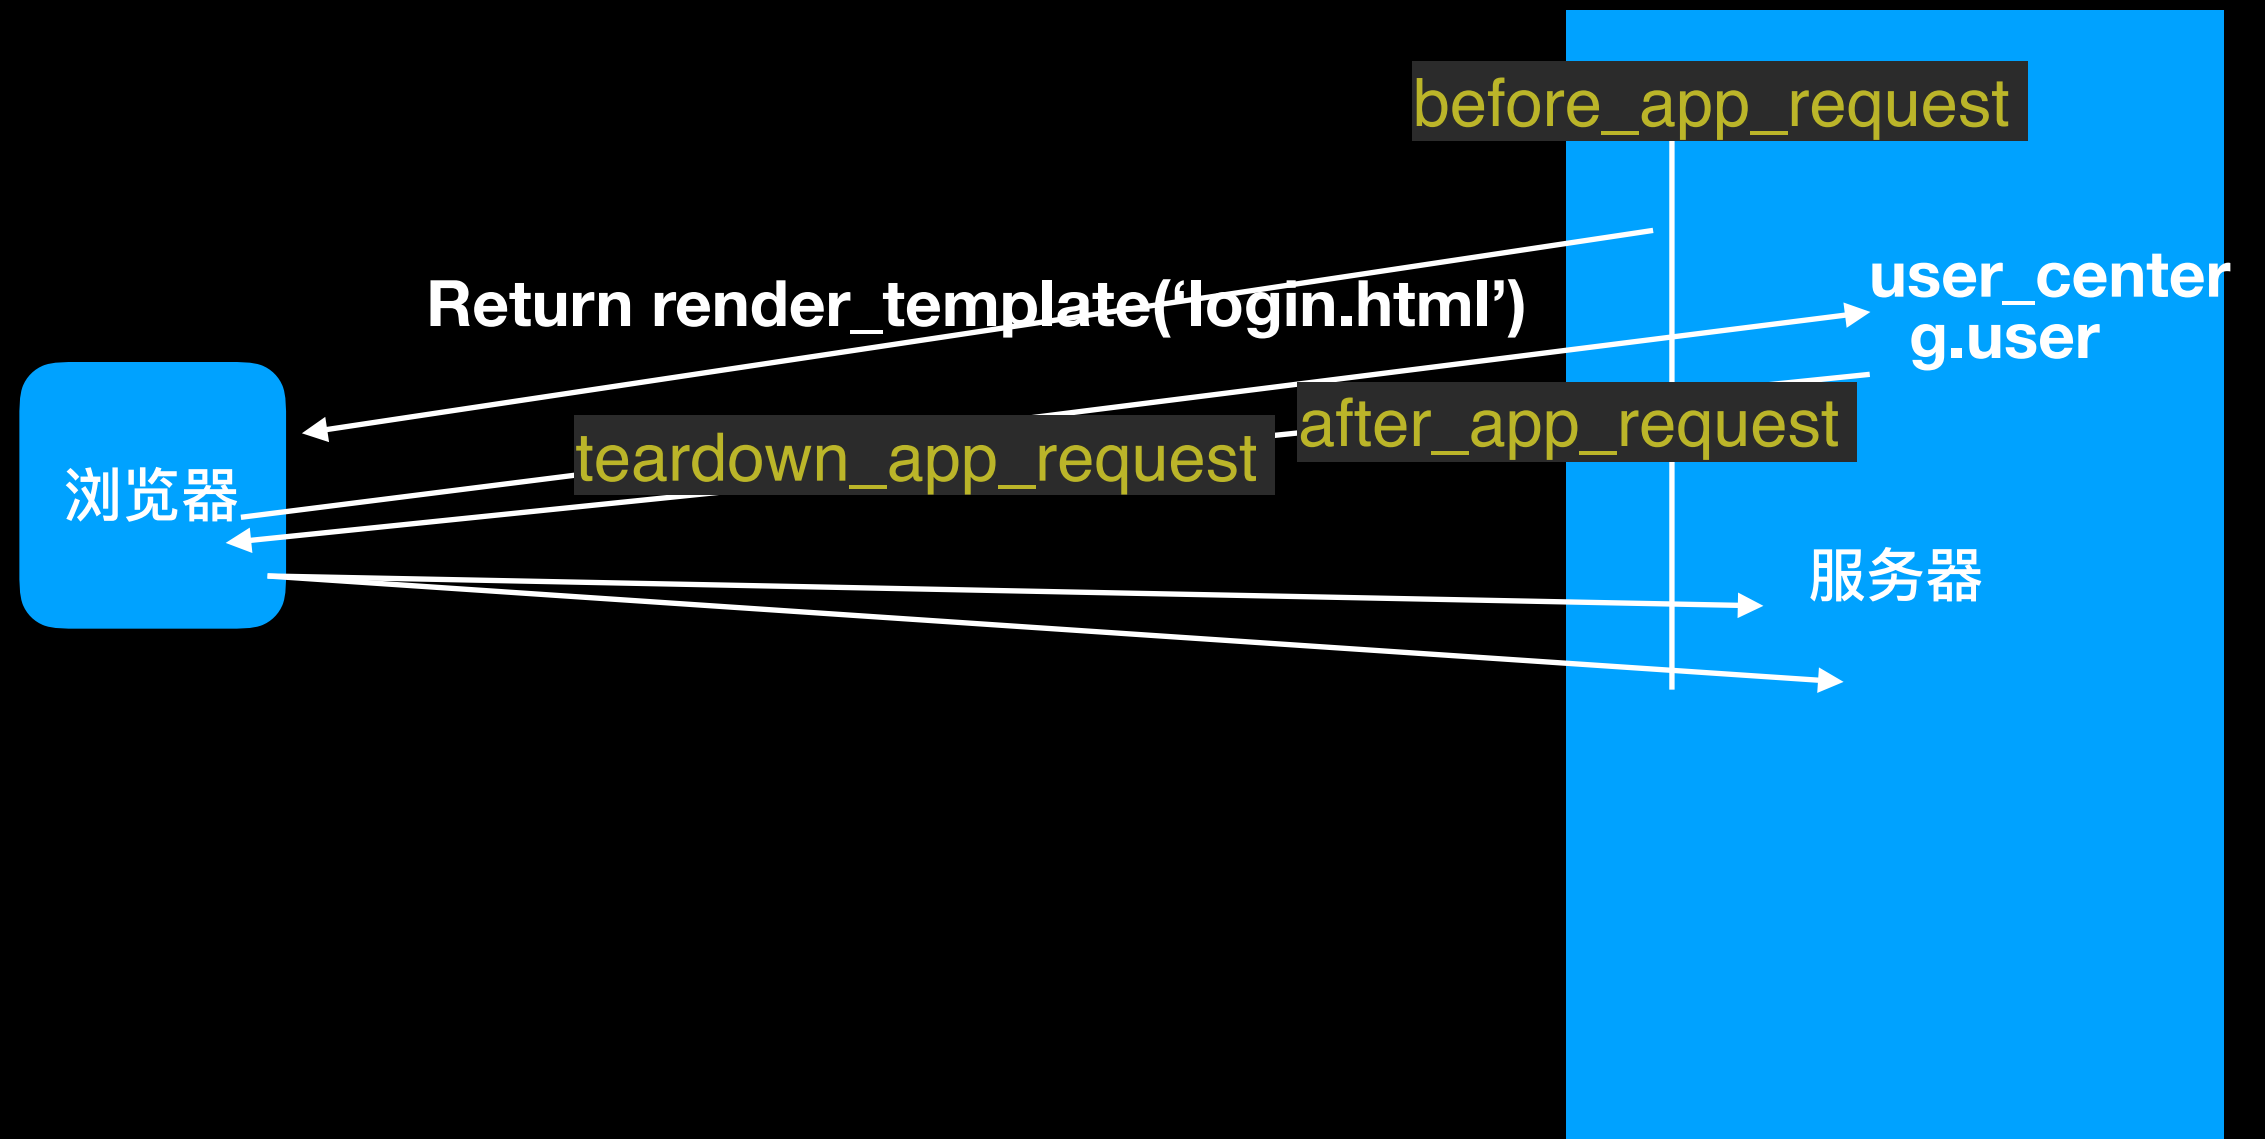 before_app_request
Return render_template(‘login.html’)
user_center
g.user
after_app_request
teardown_app_request
浏览器
服务器